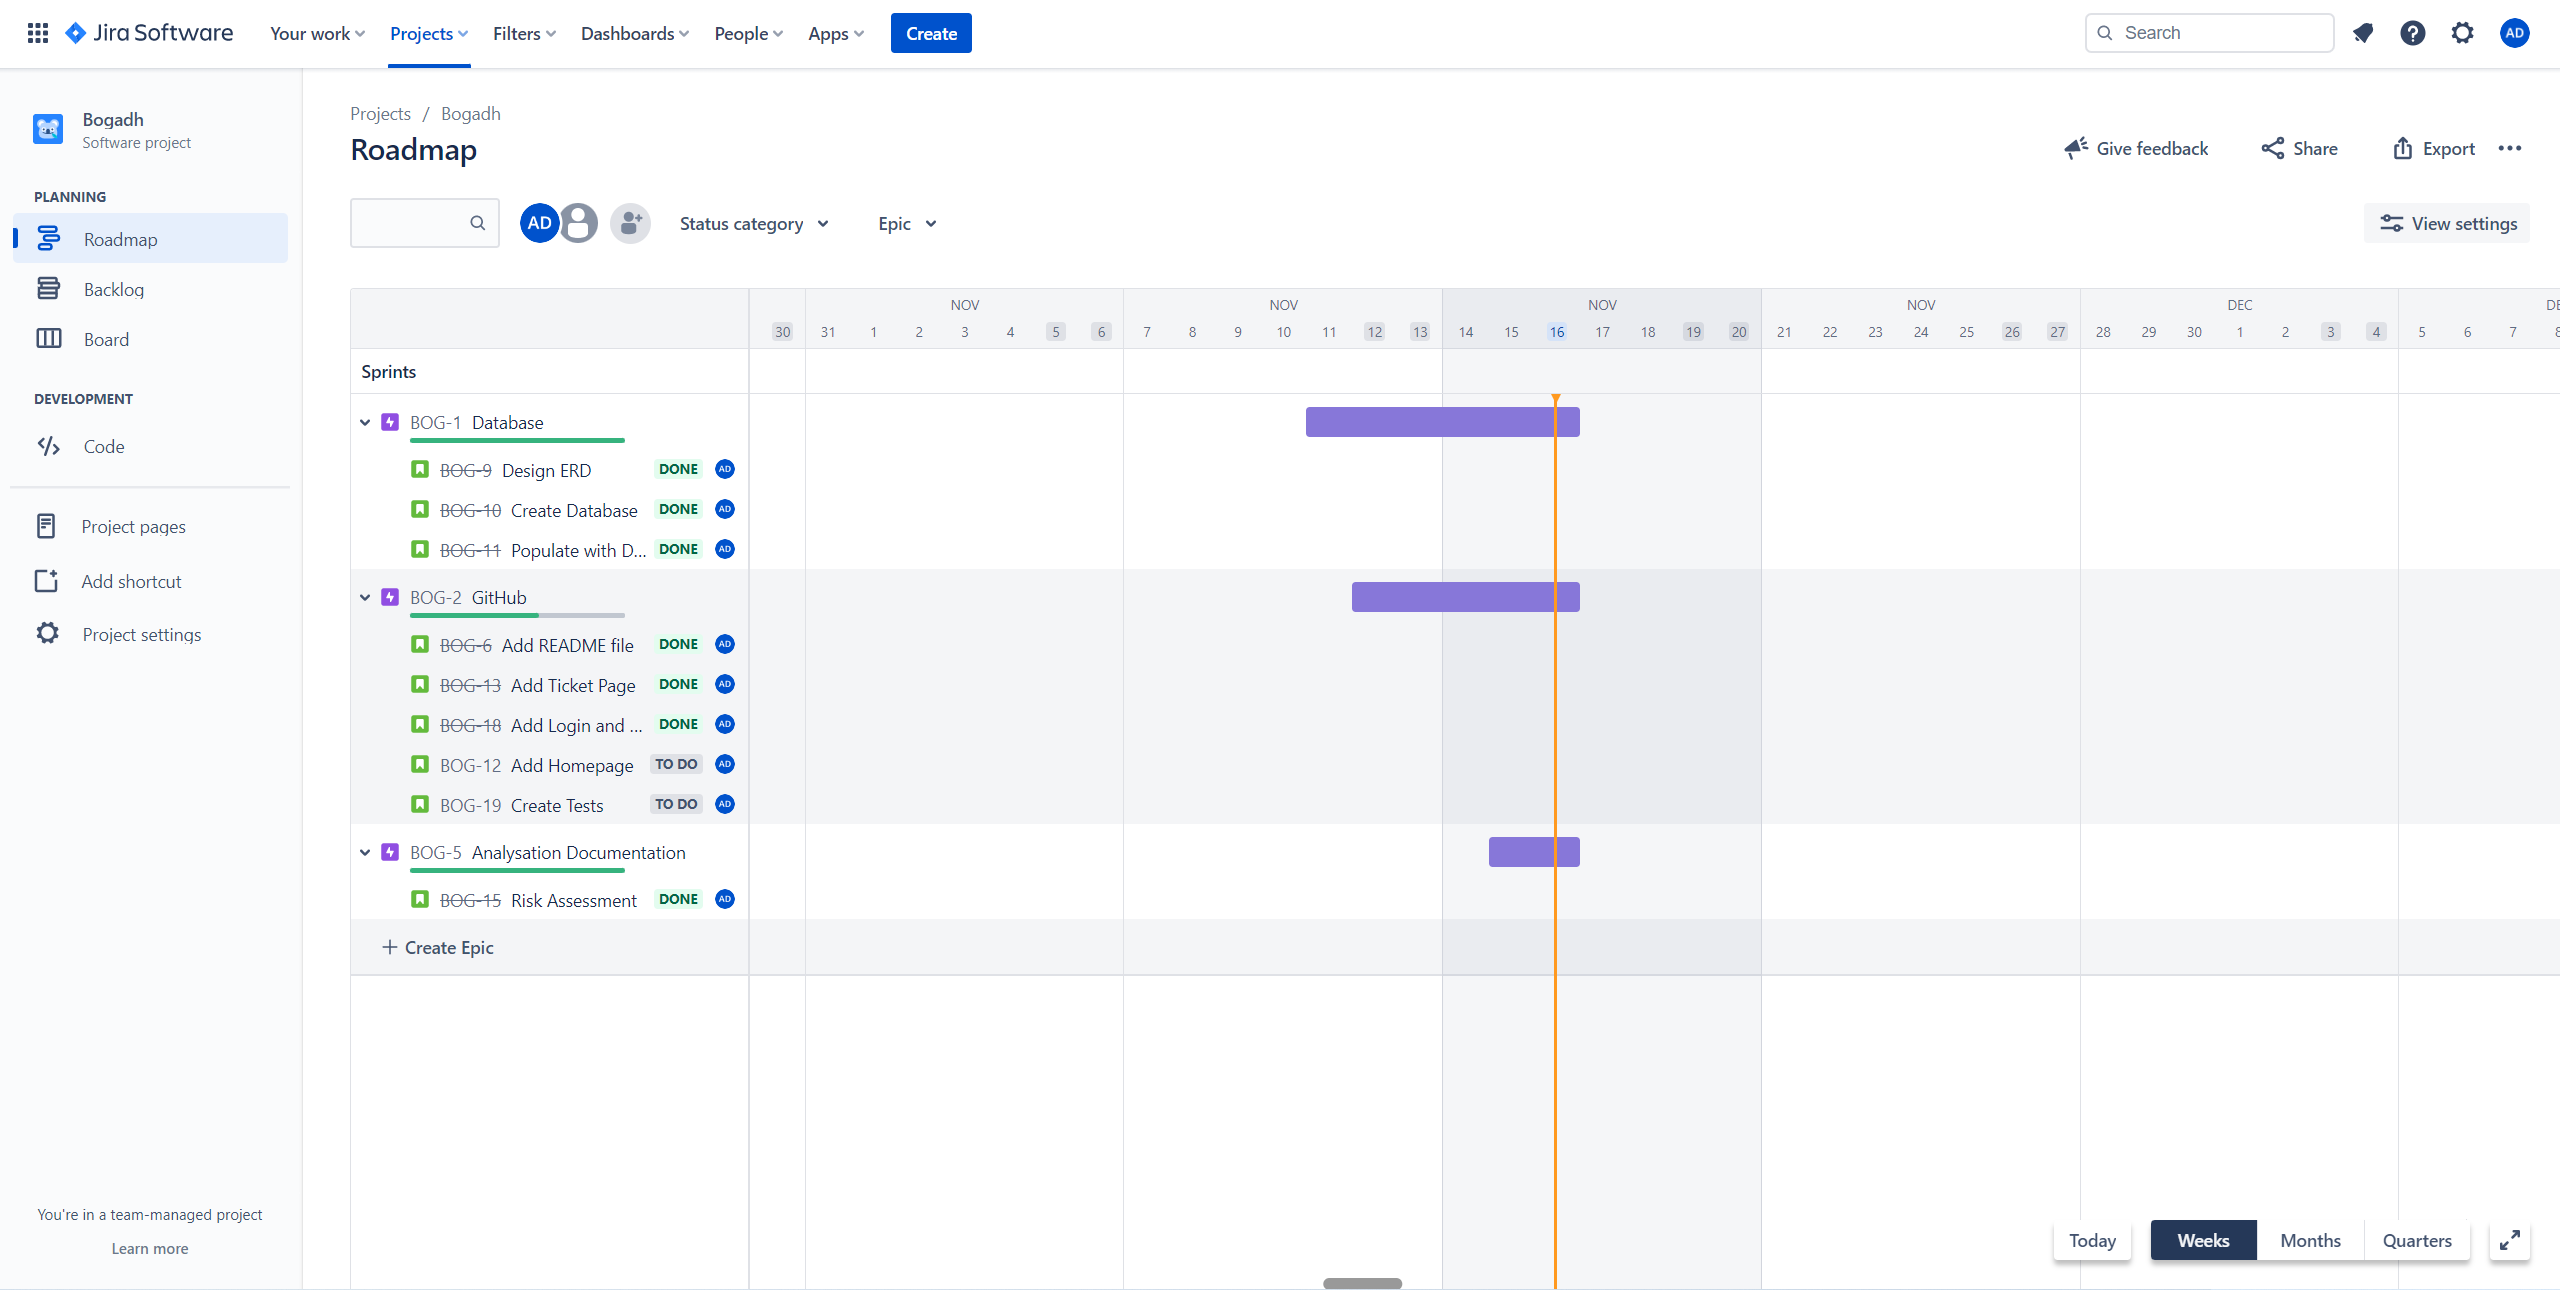 Jira Software Your work Projects Filters Dashboards People Apps Create Search AD
Bogadh
Software project
PLANNING
Roadmap
Backlog
Board
DEVELOPMENT
Code
Project pages
Add shortcut
Project settings
You're in a team-managed project
Learn more
Projects / Bogadh
Roadmap
Give feedback Share Export
AD Status category Epic View settings
NOV NOV NOV NOV DEC
30 31 1 2 3 4 5 6 7 8 9 10 11 12 13 14 15 16 17 18 19 20 21 22 23 24 25 26 27 28 29 30 1 2 3 4 5 6 7
Sprints
BOG-1 Database
BOG-9 Design ERD DONE AD
BOG-10 Create Database DONE AD
BOG-11 Populate with D... DONE AD
BOG-2 GitHub
BOG-6 Add README file DONE AD
BOG-13 Add Ticket Page DONE AD
BOG-18 Add Login and ... DONE AD
BOG-12 Add Homepage TO DO AD
BOG-19 Create Tests TO DO AD
BOG-5 Analysation Documentation
BOG-15 Risk Assessment DONE AD
+ Create Epic
Today Weeks Months Quarters